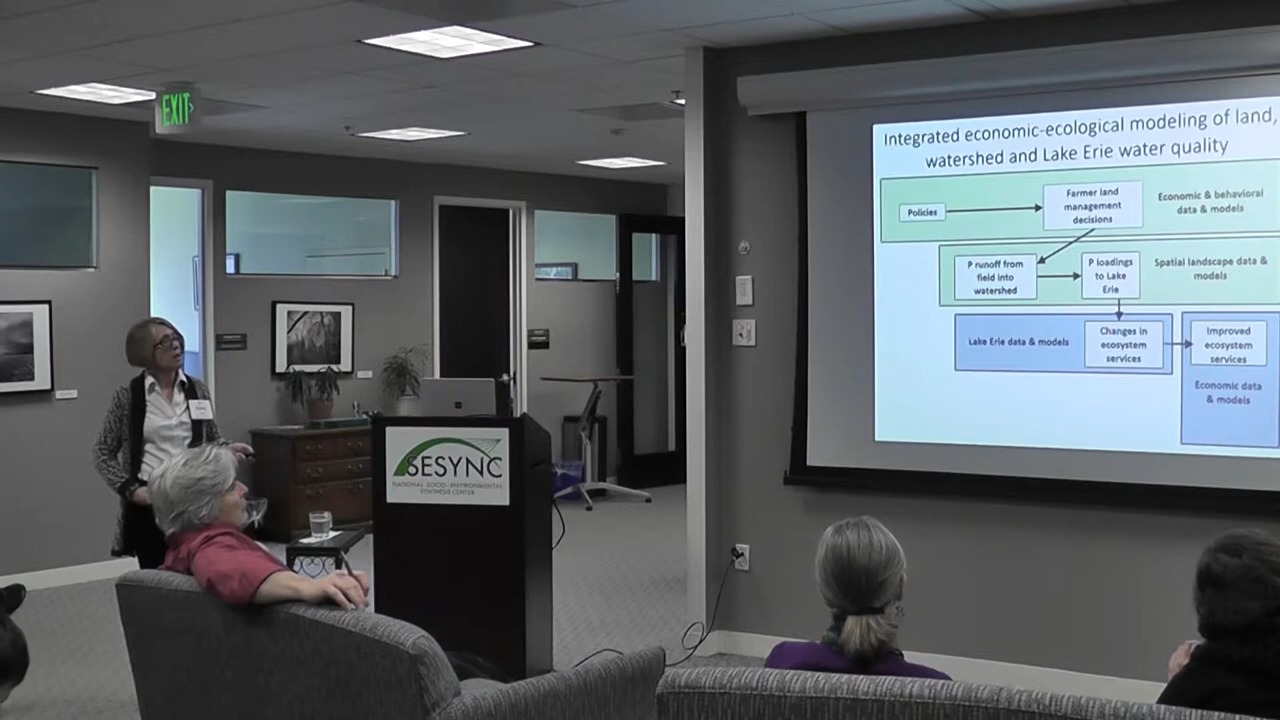 EXIT
SESYNC
NATIONAL SOCIO-ENVIRONMENTAL
SYNTHESIS CENTER
Integrated economic-ecological modeling of land,
watershed and Lake Erie water quality
Policies
Farmer land
management
decisions
Economic & behavioral
data & models
P runoff from
field into
watershed
P loadings
to Lake
Erie
Spatial landscape data &
models
Lake Erie data & models
Changes in
ecosystem
services
Improved
ecosystem
services
Economic data
& models